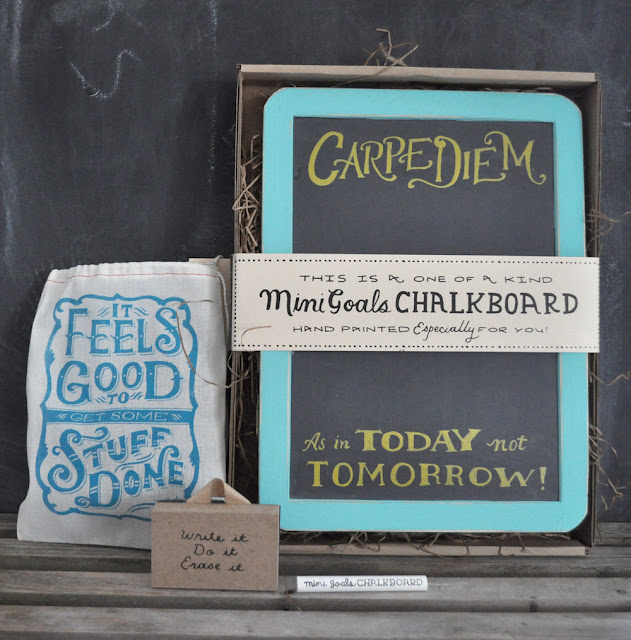 CARPE DIEM
THIS IS A ONE OF A KIND
Mini Goals CHALKBOARD
HAND PAINTED Especially FOR YOU!
As in TODAY not
TOMORROW!
IT
FEELS
GOOD
TO
GET SOME
STUFF
DONE
Write it
Do it
Erase it
mini goals CHALKBOARD